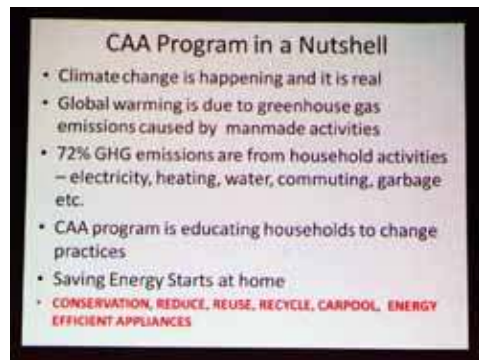 CAA Program in a Nutshell
• Climate change is happening and it is real
• Global warming is due to greenhouse gas
emissions caused by manmade activities
• 72% GHG emissions are from household activities
– electricity, heating, water, commuting, garbage
etc.
• CAA program is educating households to change
practices
• Saving Energy Starts at home
• CONSERVATION, REDUCE, REUSE, RECYCLE, CARPOOL, ENERGY
EFFICIENT APPLIANCES